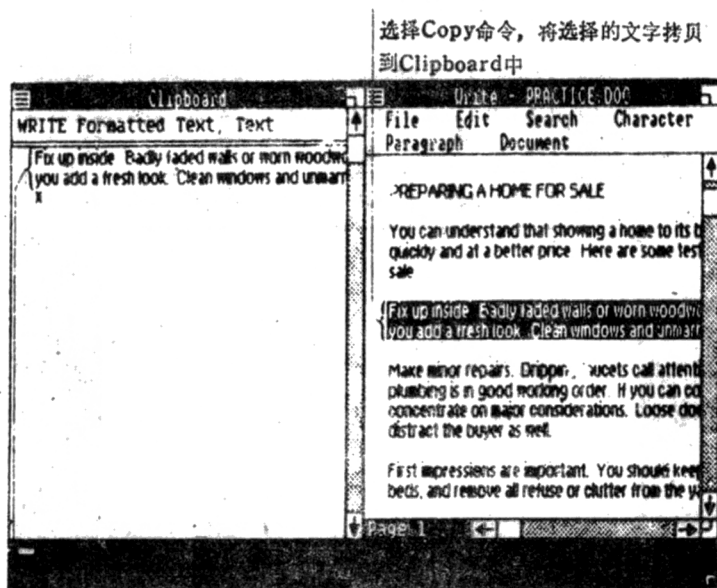 选择Copy命令，将选择的文字拷贝
到Clipboard中
Clipboard
WRITE Formatted Text, Text
Fix up inside Badly faded walls or worn woodwo
you add a fresh look. Clean windows and unmarr
x
Write - PRACTICE.DOC
File Edit Search Character
Paragraph Document
PREPARING A HOME FOR SALE
You can understand that showing a home to its b
quickly and at a better price Here are some test
sale
Fix up inside Badly faded walls or worn woodwo
you add a fresh look Clean windows and unmarr
Make minor repairs. Drippin, aucets call attenti
plumbing is in good working order. If you can
concentrate on major considerations. Loose doo
distract the buyer as well.
First impressions are important. You should keep
beds, and remove all refuse or clutter from the ya
Page 1